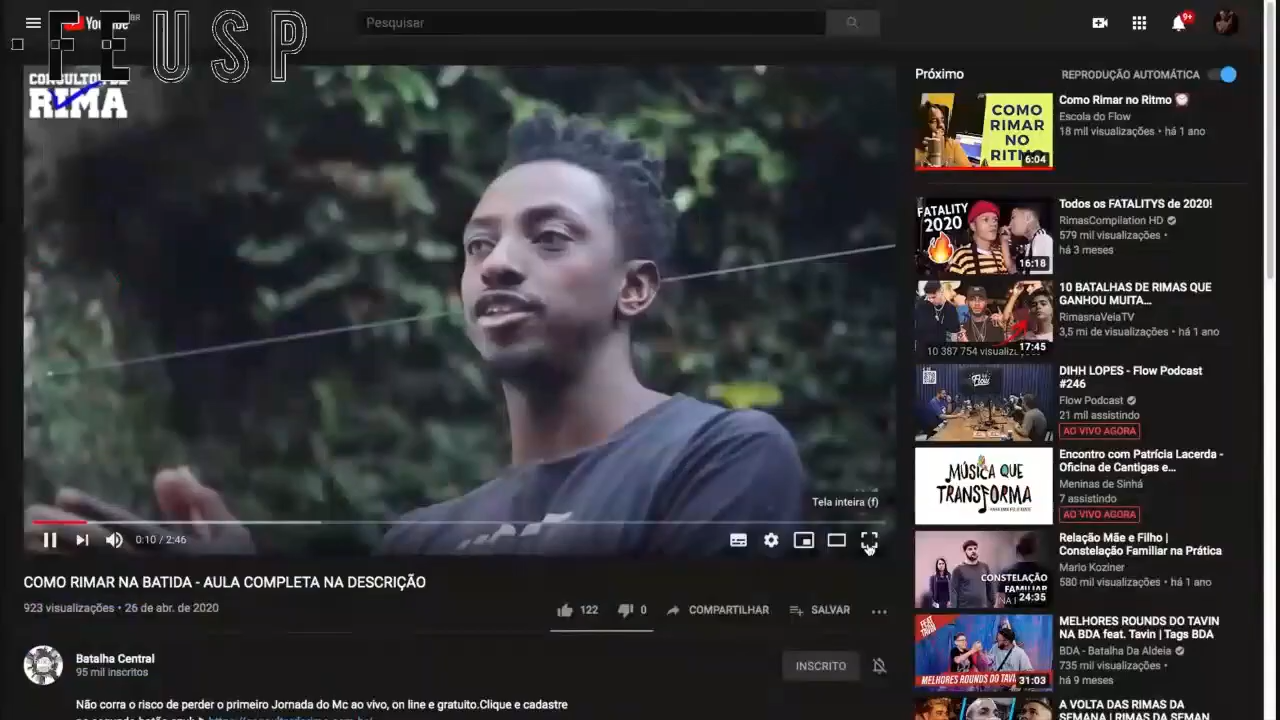 YouTube
BR
Pesquisar
9+
FEUSP
CONSULTOR DE
RIMA
Tela inteira (f)
0:10 / 2:46
COMO RIMAR NA BATIDA - AULA COMPLETA NA DESCRIÇÃO
923 visualizações • 26 de abr. de 2020
122
0
COMPARTILHAR
SALVAR
Batalha Central
95 mil inscritos
INSCRITO
Não corra o risco de perder o primeiro Jornada do Mc ao vivo, on line e gratuito.Clique e cadastre
Próximo
REPRODUÇÃO AUTOMÁTICA
COMO
RIMAR
NO
RITMO
6:04
Como Rimar no Ritmo
Escola do Flow
18 mil visualizações • há 1 ano
FATALITY
2020
16:18
Todos os FATALITYS de 2020!
RimasCompilation HD
579 mil visualizações •
há 3 meses
10 387 754 visualiz
17:45
10 BATALHAS DE RIMAS QUE
GANHOU MUITA...
RimasnaVeiaTV
3,5 mi de visualizações • há 1 ano
Flow
DIHH LOPES - Flow Podcast
#246
Flow Podcast
21 mil assistindo
AO VIVO AGORA
MÚSICA QUE
TRANSFORMA
Encontro com Patrícia Lacerda -
Oficina de Cantigas e...
Meninas de Sinhá
7 assistindo
AO VIVO AGORA
CONSTELAÇÃO
24:35
Relação Mãe e Filho |
Constelação Familiar na Prática
Mario Koziner
580 mil visualizações • há 1 ano
FEAT
TAVIN
MELHORES ROUNDS DO TAVI
31:03
MELHORES ROUNDS DO TAVIN
NA BDA feat. Tavin | Tags BDA
BDA - Batalha Da Aldeia
735 mil visualizações •
há 9 meses
A VOLTA DAS RIMAS DA
SEMANA | RIMAS DA SEMAN